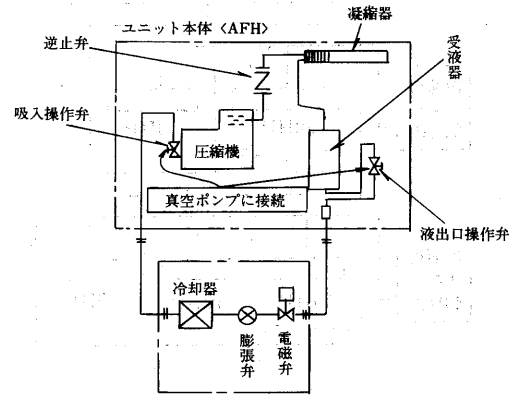 ユニット本体〈AFH〉
凝縮器
逆止弁
受液器
吸入操作弁
圧縮機
真空ポンプに接続
液出口操作弁
冷却器
膨張弁
電磁弁